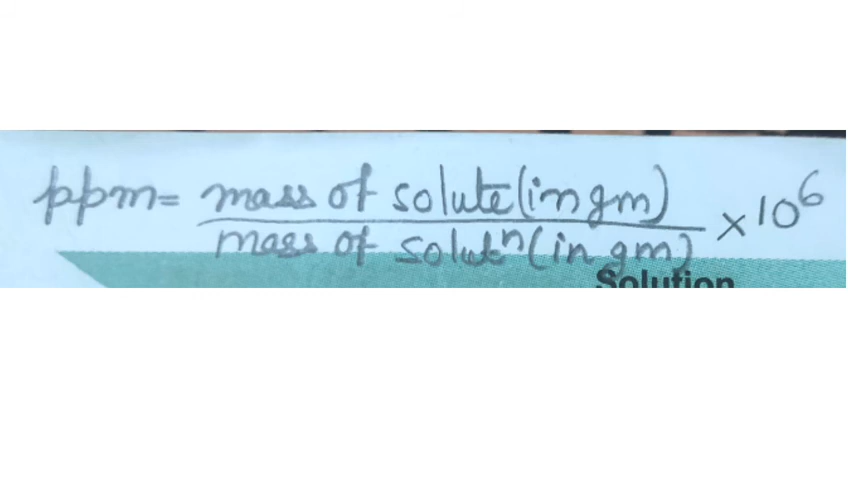 ppm= mass of solute(in gm) × 10⁶
mass of solutⁿ(in gm)
Solution